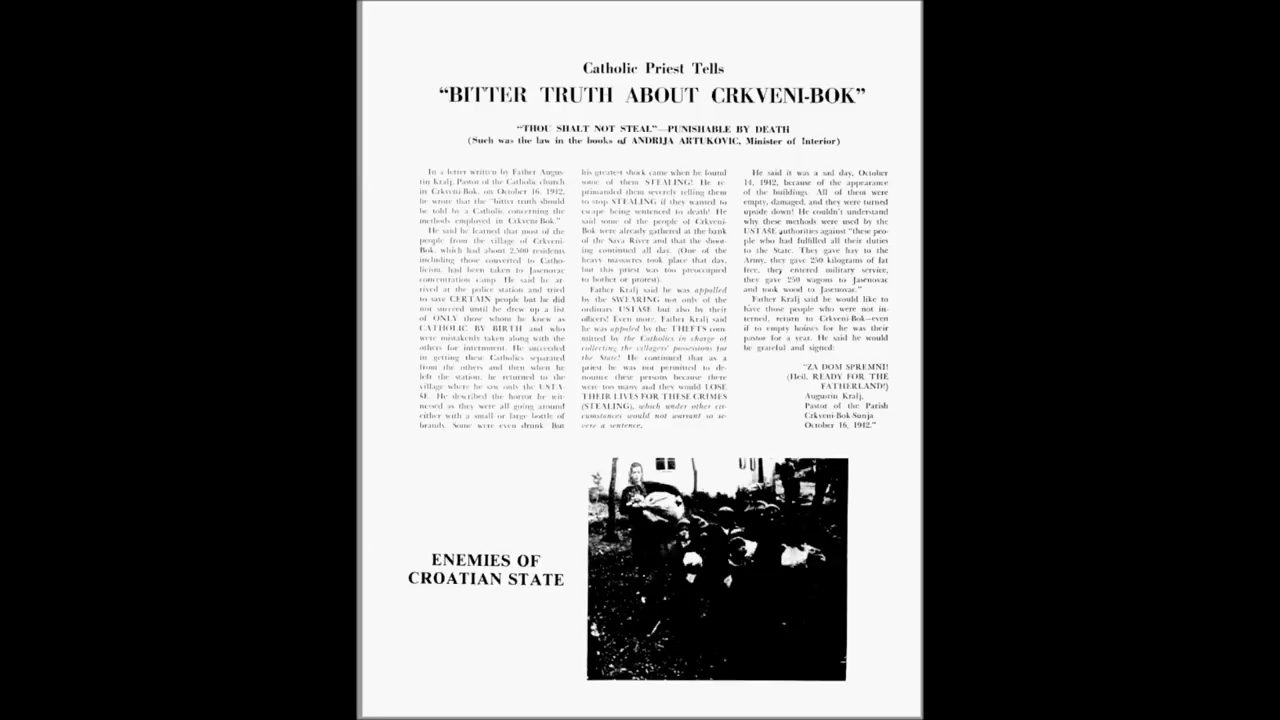 Catholic Priest Tells
“BITTER TRUTH ABOUT CRKVENI-BOK”
“THOU SHALT NOT STEAL”—PUNISHABLE BY DEATH
(Such was the law in the books of ANDRIJA ARTUKOVIC, Minister of Interior)
In a letter written by Father Augus-
tin Kralj, Pastor of the Catholic church
in Crkveni-Bok, on October 16, 1942,
he wrote that the “bitter truth should
be told by a Catholic concerning the
methods employed in Crkveni-Bok.”
He said he learned that most of the
people from the village of Crkveni-
Bok, which had about 2,500 residents
including those converted to Catho-
licism, had been taken to Jasenovac
concentration camp. He said he ar-
rived at the police station and tried
to save CERTAIN people but he did
not succeed until he drew up a list
of ONLY those whom he knew as
CATHOLIC BY BIRTH and who
were mistakenly taken along with the
others for internment. He succeeded
in getting these Catholics separated
from the others and then when he
left the station, he returned to the
village where he saw only the USTA-
SE. He described the horror he wit-
nessed as they were all going around
either with a small or large bottle of
brandy. Some were even drunk. But
his greatest shock came when he found
some of them STEALING! He re-
primanded them severely telling them
to stop STEALING if they wanted to
escape being sentenced to death! He
said some of the people of Crkveni-
Bok were already gathered at the bank
of the Sava River and that the shoot-
ing continued all day. (One of the
heavy massacres took place that day,
but this priest was too preoccupied
to bother or protest).
Father Kralj said he was appalled
by the SWEARING not only of the
ordinary USTASE but also by their
officers! Even more, Father Kralj said
he was appaled by the THEFTS com-
mitted by the Catholics in charge of
collecting the villagers' possessions for
the State! He continued that as a
priest he was not permitted to de-
nounce these persons because there
were too many and they would LOSE
THEIR LIVES FOR THESE CRIMES
(STEALING), which under other cir-
cumstances would not warrant so se-
vere a sentence.
He said it was a sad day, October
14, 1942, because of the appearance
of the buildings. All of them were
empty, damaged, and they were turned
upside down! He couldn't understand
why these methods were used by the
USTASE authorities against “these peo-
ple who had fulfilled all their duties
to the State. They gave hay to the
Army, they gave 250 kilograms of fat
free, they entered military service,
they gave 250 wagons to Jasenovac
and took wood to Jasenovac.”
Father Kralj said he would like to
have those people who were not in-
terned, return to Crkveni-Bok—even
if to empty houses for he was their
pastor for a year. He said he would
be grateful and signed:
“ZA DOM SPREMNI!
(Heil, READY FOR THE
FATHERLAND!)
Augustin Kralj,
Pastor of the Parish
Crkveni-Bok-Sunja
October 16, 1942.”
ENEMIES OF
CROATIAN STATE